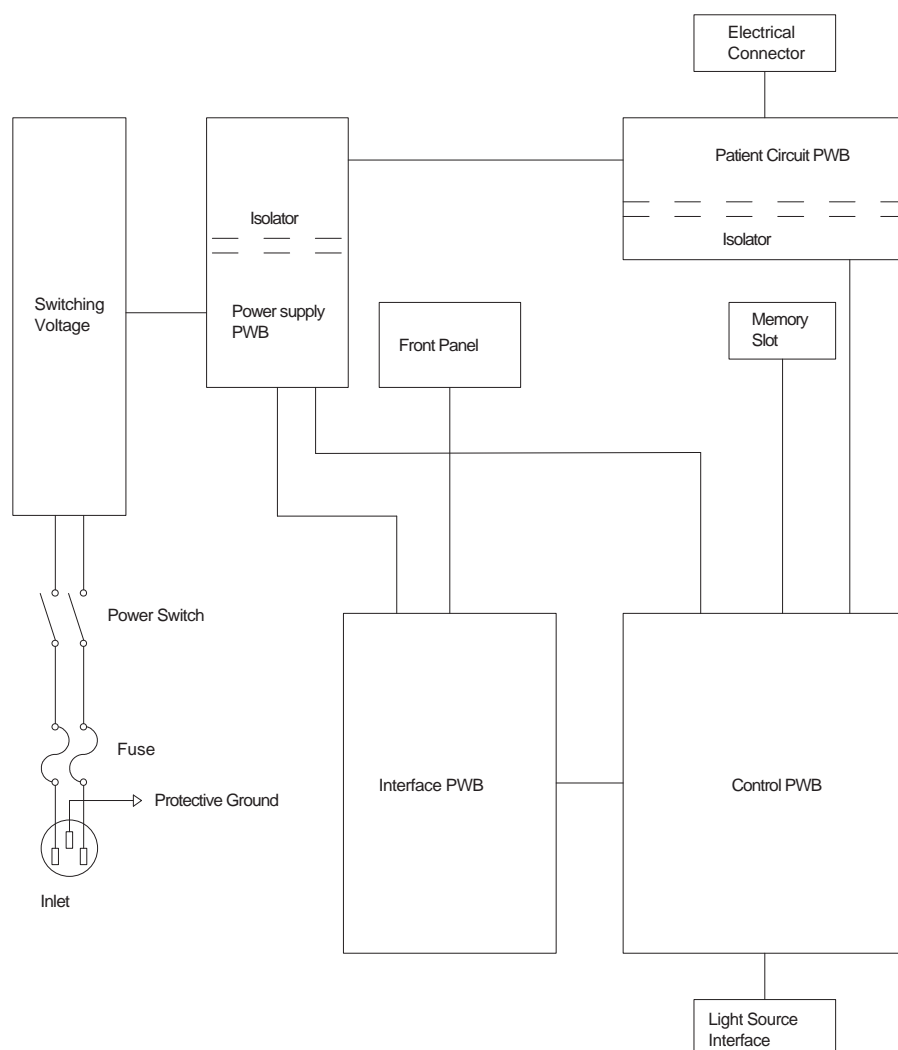 Electrical
Connector
Patient Circuit PWB
Isolator
Isolator
Switching
Voltage
Power supply
PWB
Front Panel
Memory
Slot
Power Switch
Fuse
Protective Ground
Inlet
Interface PWB
Control PWB
Light Source
Interface